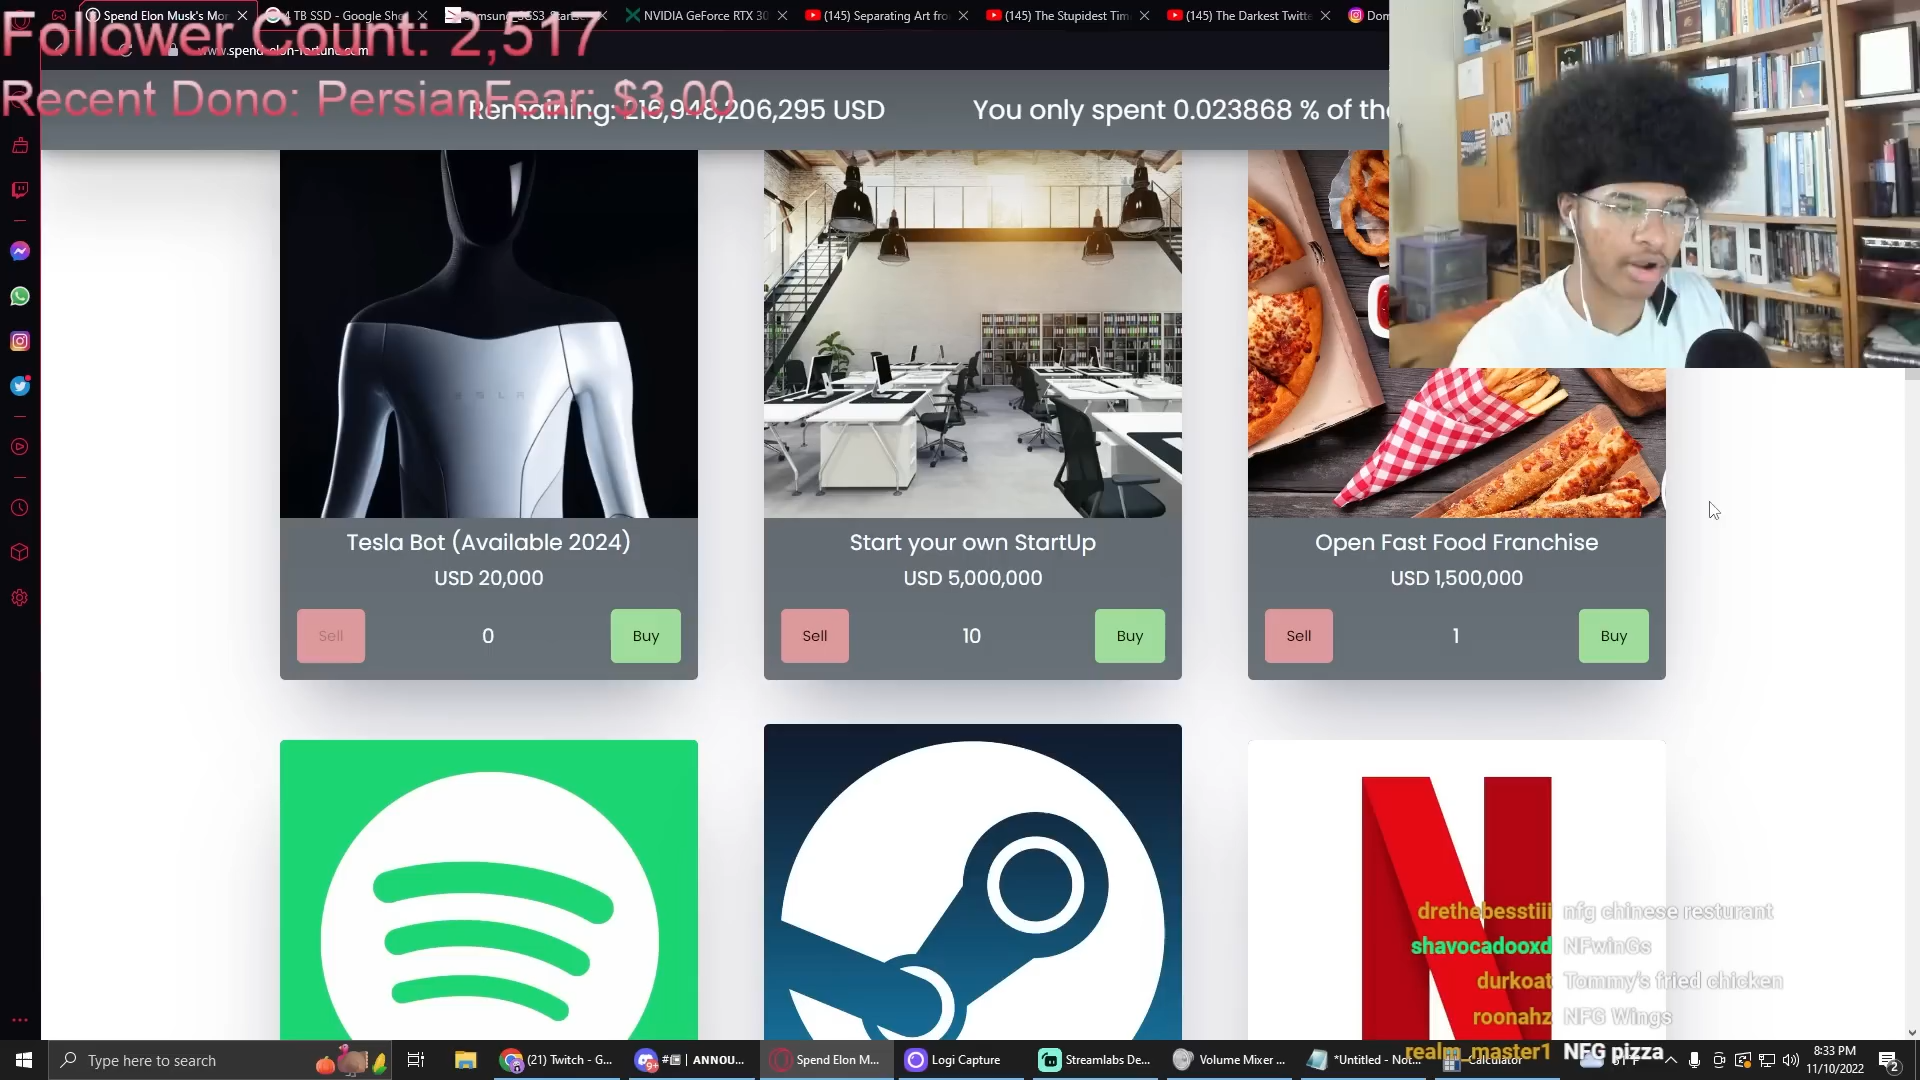 Spend Elon Musk's Mon
4 TB SSD - Google Sho
NVIDIA GeForce RTX 30
(145) Separating Art fro
(145) The Stupidest Tim
(145) The Darkest Twitte
Dom
Follower Count: 2,517
Recent Dono: PersianFear: $3.00
Remaining: 216,948,206,295 USD
You only spent 0.023868 % of the
TESLA
Tesla Bot (Available 2024)
USD 20,000
Sell
0
Buy
Start your own StartUp
USD 5,000,000
Sell
10
Buy
Open Fast Food Franchise
USD 1,500,000
Sell
1
Buy
drethebesstiii nfg chinese resturant
shavocadooxd NFwinGs
durkoat Tommy's fried chicken
roonahz NFG Wings
realm_master1 NFG pizza
Type here to search
(21) Twitch - G...
ANNOU...
Spend Elon M...
Logi Capture
Streamlabs De...
Volume Mixer ...
*Untitled - Not...
Calculator
8:33 PM
11/10/2022
2